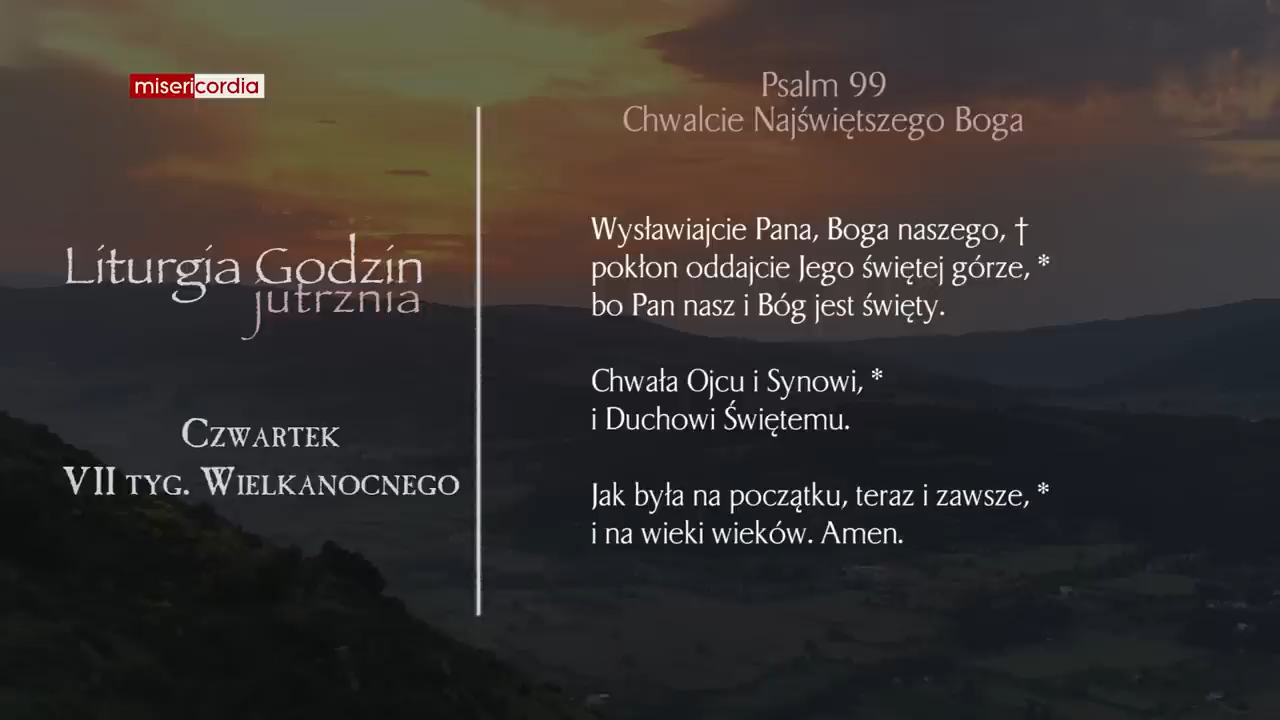 misericordia
Liturgia Godzin
jutrznia
Czwartek
VII tyg. Wielkanocnego
Psalm 99
Chwalcie Najświętszego Boga
Wysławiajcie Pana, Boga naszego, †
pokłon oddajcie Jego świętej górze, *
bo Pan nasz i Bóg jest święty.
Chwała Ojcu i Synowi, *
i Duchowi Świętemu.
Jak była na początku, teraz i zawsze, *
i na wieki wieków. Amen.